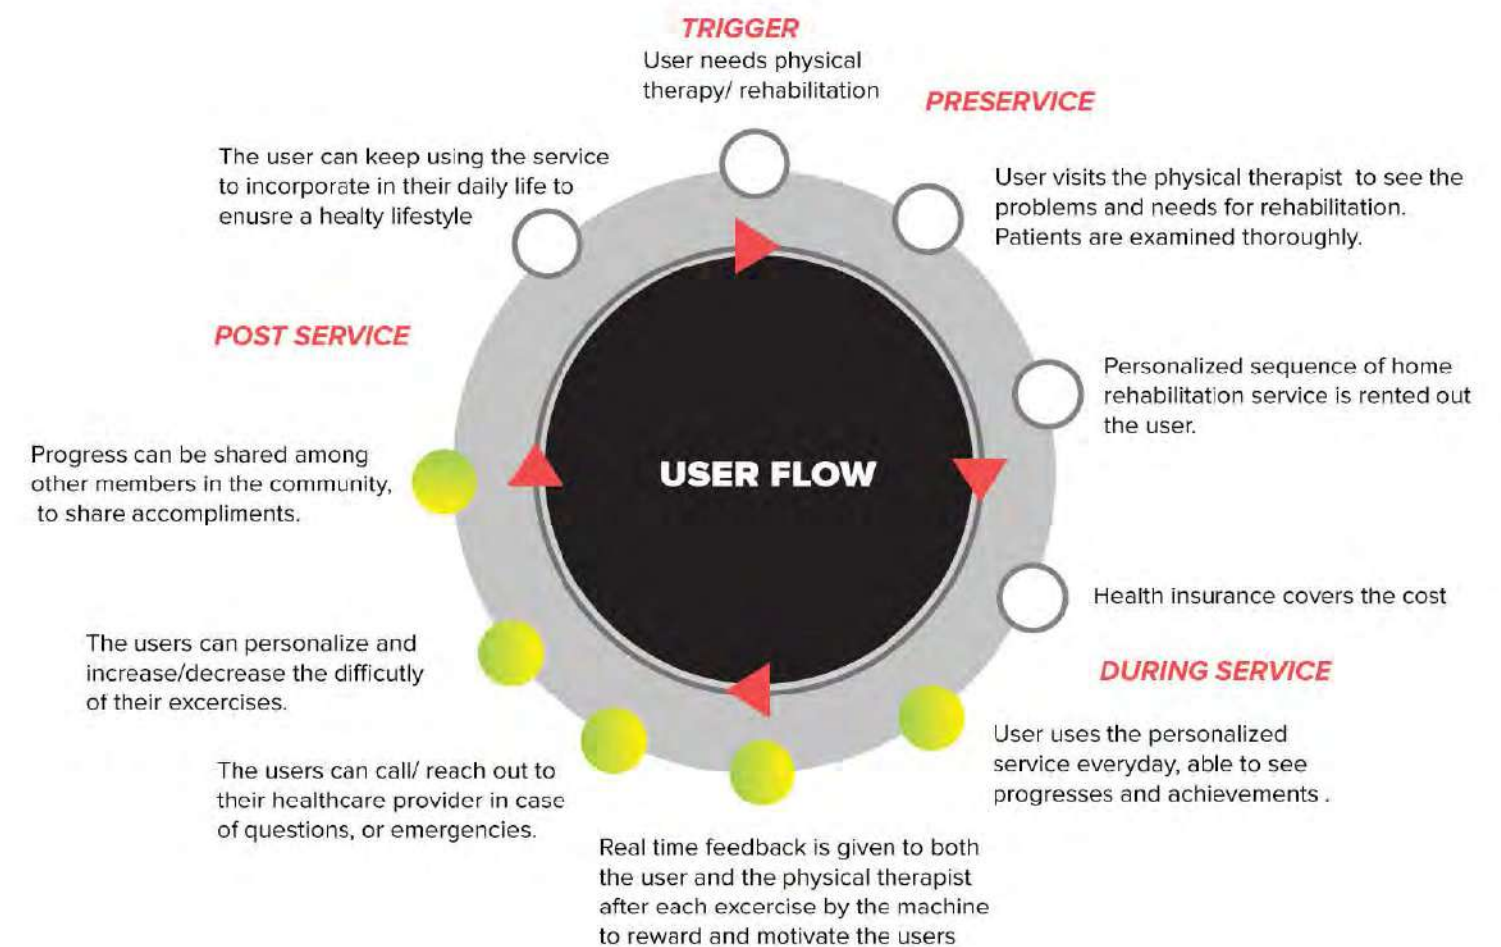 TRIGGER
User needs physical
therapy/ rehabilitation
PRESERVICE
User visits the physical therapist to see the
problems and needs for rehabilitation.
Patients are examined thoroughly.
Personalized sequence of home
rehabilitation service is rented out
the user.
Health insurance covers the cost
DURING SERVICE
User uses the personalized
service everyday, able to see
progresses and achievements .
Real time feedback is given to both
the user and the physical therapist
after each excercise by the machine
to reward and motivate the users
The users can call/ reach out to
their healthcare provider in case
of questions, or emergencies.
The users can personalize and
increase/decrease the difficutly
of their excercises.
Progress can be shared among
other members in the community,
to share accompliments.
POST SERVICE
The user can keep using the service
to incorporate in their daily life to
enusre a healty lifestyle
USER FLOW